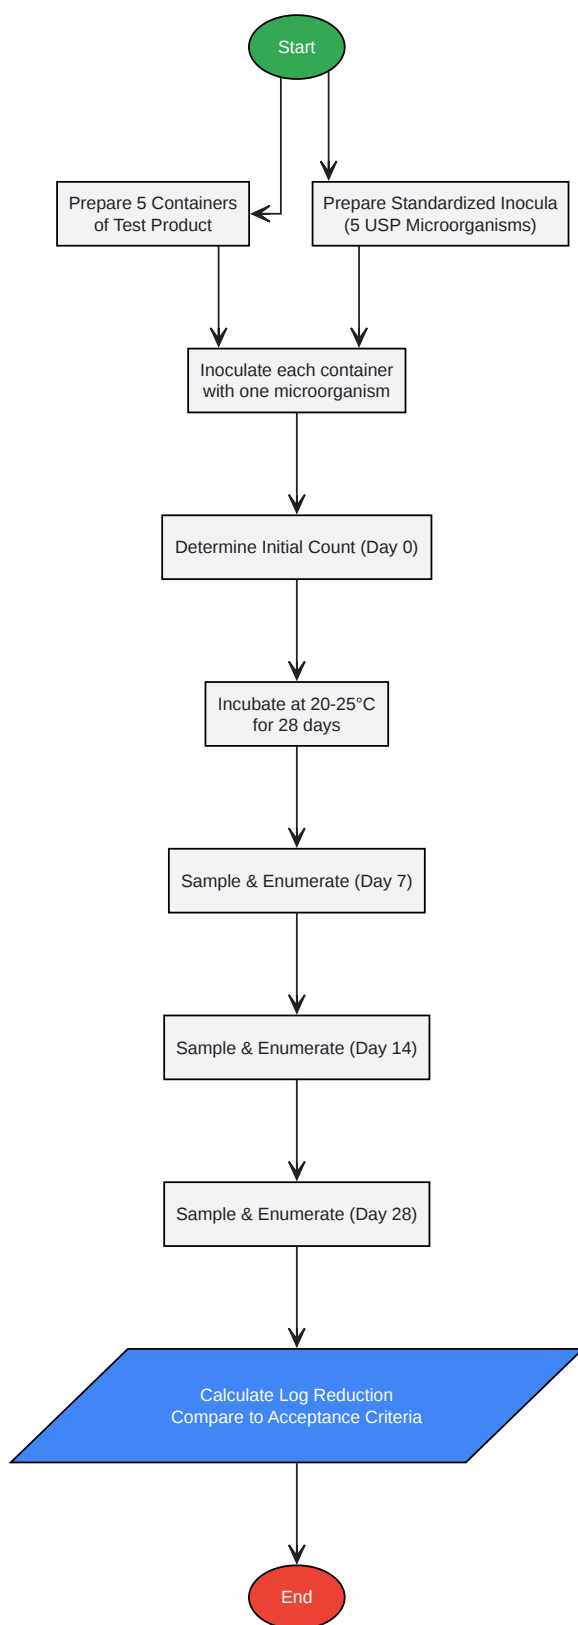 Start
Prepare 5 Containers
of Test Product
Prepare Standardized Inocula
(5 USP Microorganisms)
Inoculate each container
with one microorganism
Determine Initial Count (Day 0)
Incubate at 20-25°C
for 28 days
Sample & Enumerate (Day 7)
Sample & Enumerate (Day 14)
Sample & Enumerate (Day 28)
Calculate Log Reduction
Compare to Acceptance Criteria
End